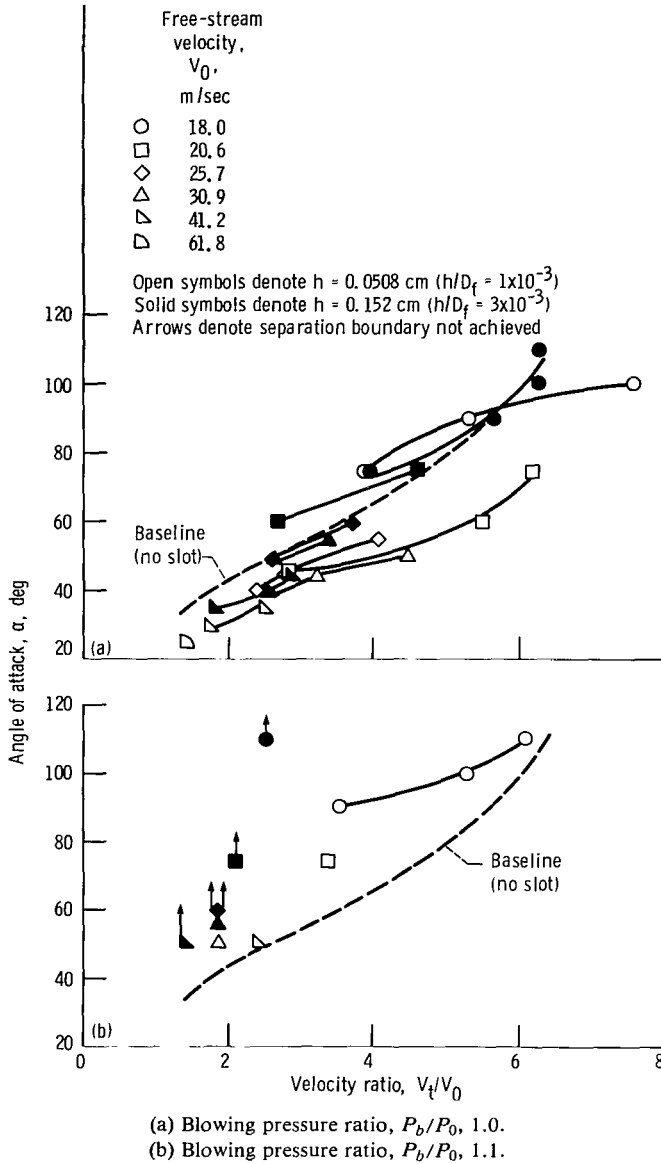 Free-stream
velocity,
V0,
m/sec
18.0
20.6
25.7
30.9
41.2
61.8
Open symbols denote h = 0.0508 cm (h/Df = 1x10-3)
Solid symbols denote h = 0.152 cm (h/Df = 3x10-3)
Arrows denote separation boundary not achieved
120
100
80
60
40
20
Baseline
(no slot)
(a)
Angle of attack, α, deg
120
100
80
60
40
20
Baseline
(no slot)
(b)
0 2 4 6 8
Velocity ratio, Vt/V0
(a) Blowing pressure ratio, Pb/P0, 1.0.
(b) Blowing pressure ratio, Pb/P0, 1.1.